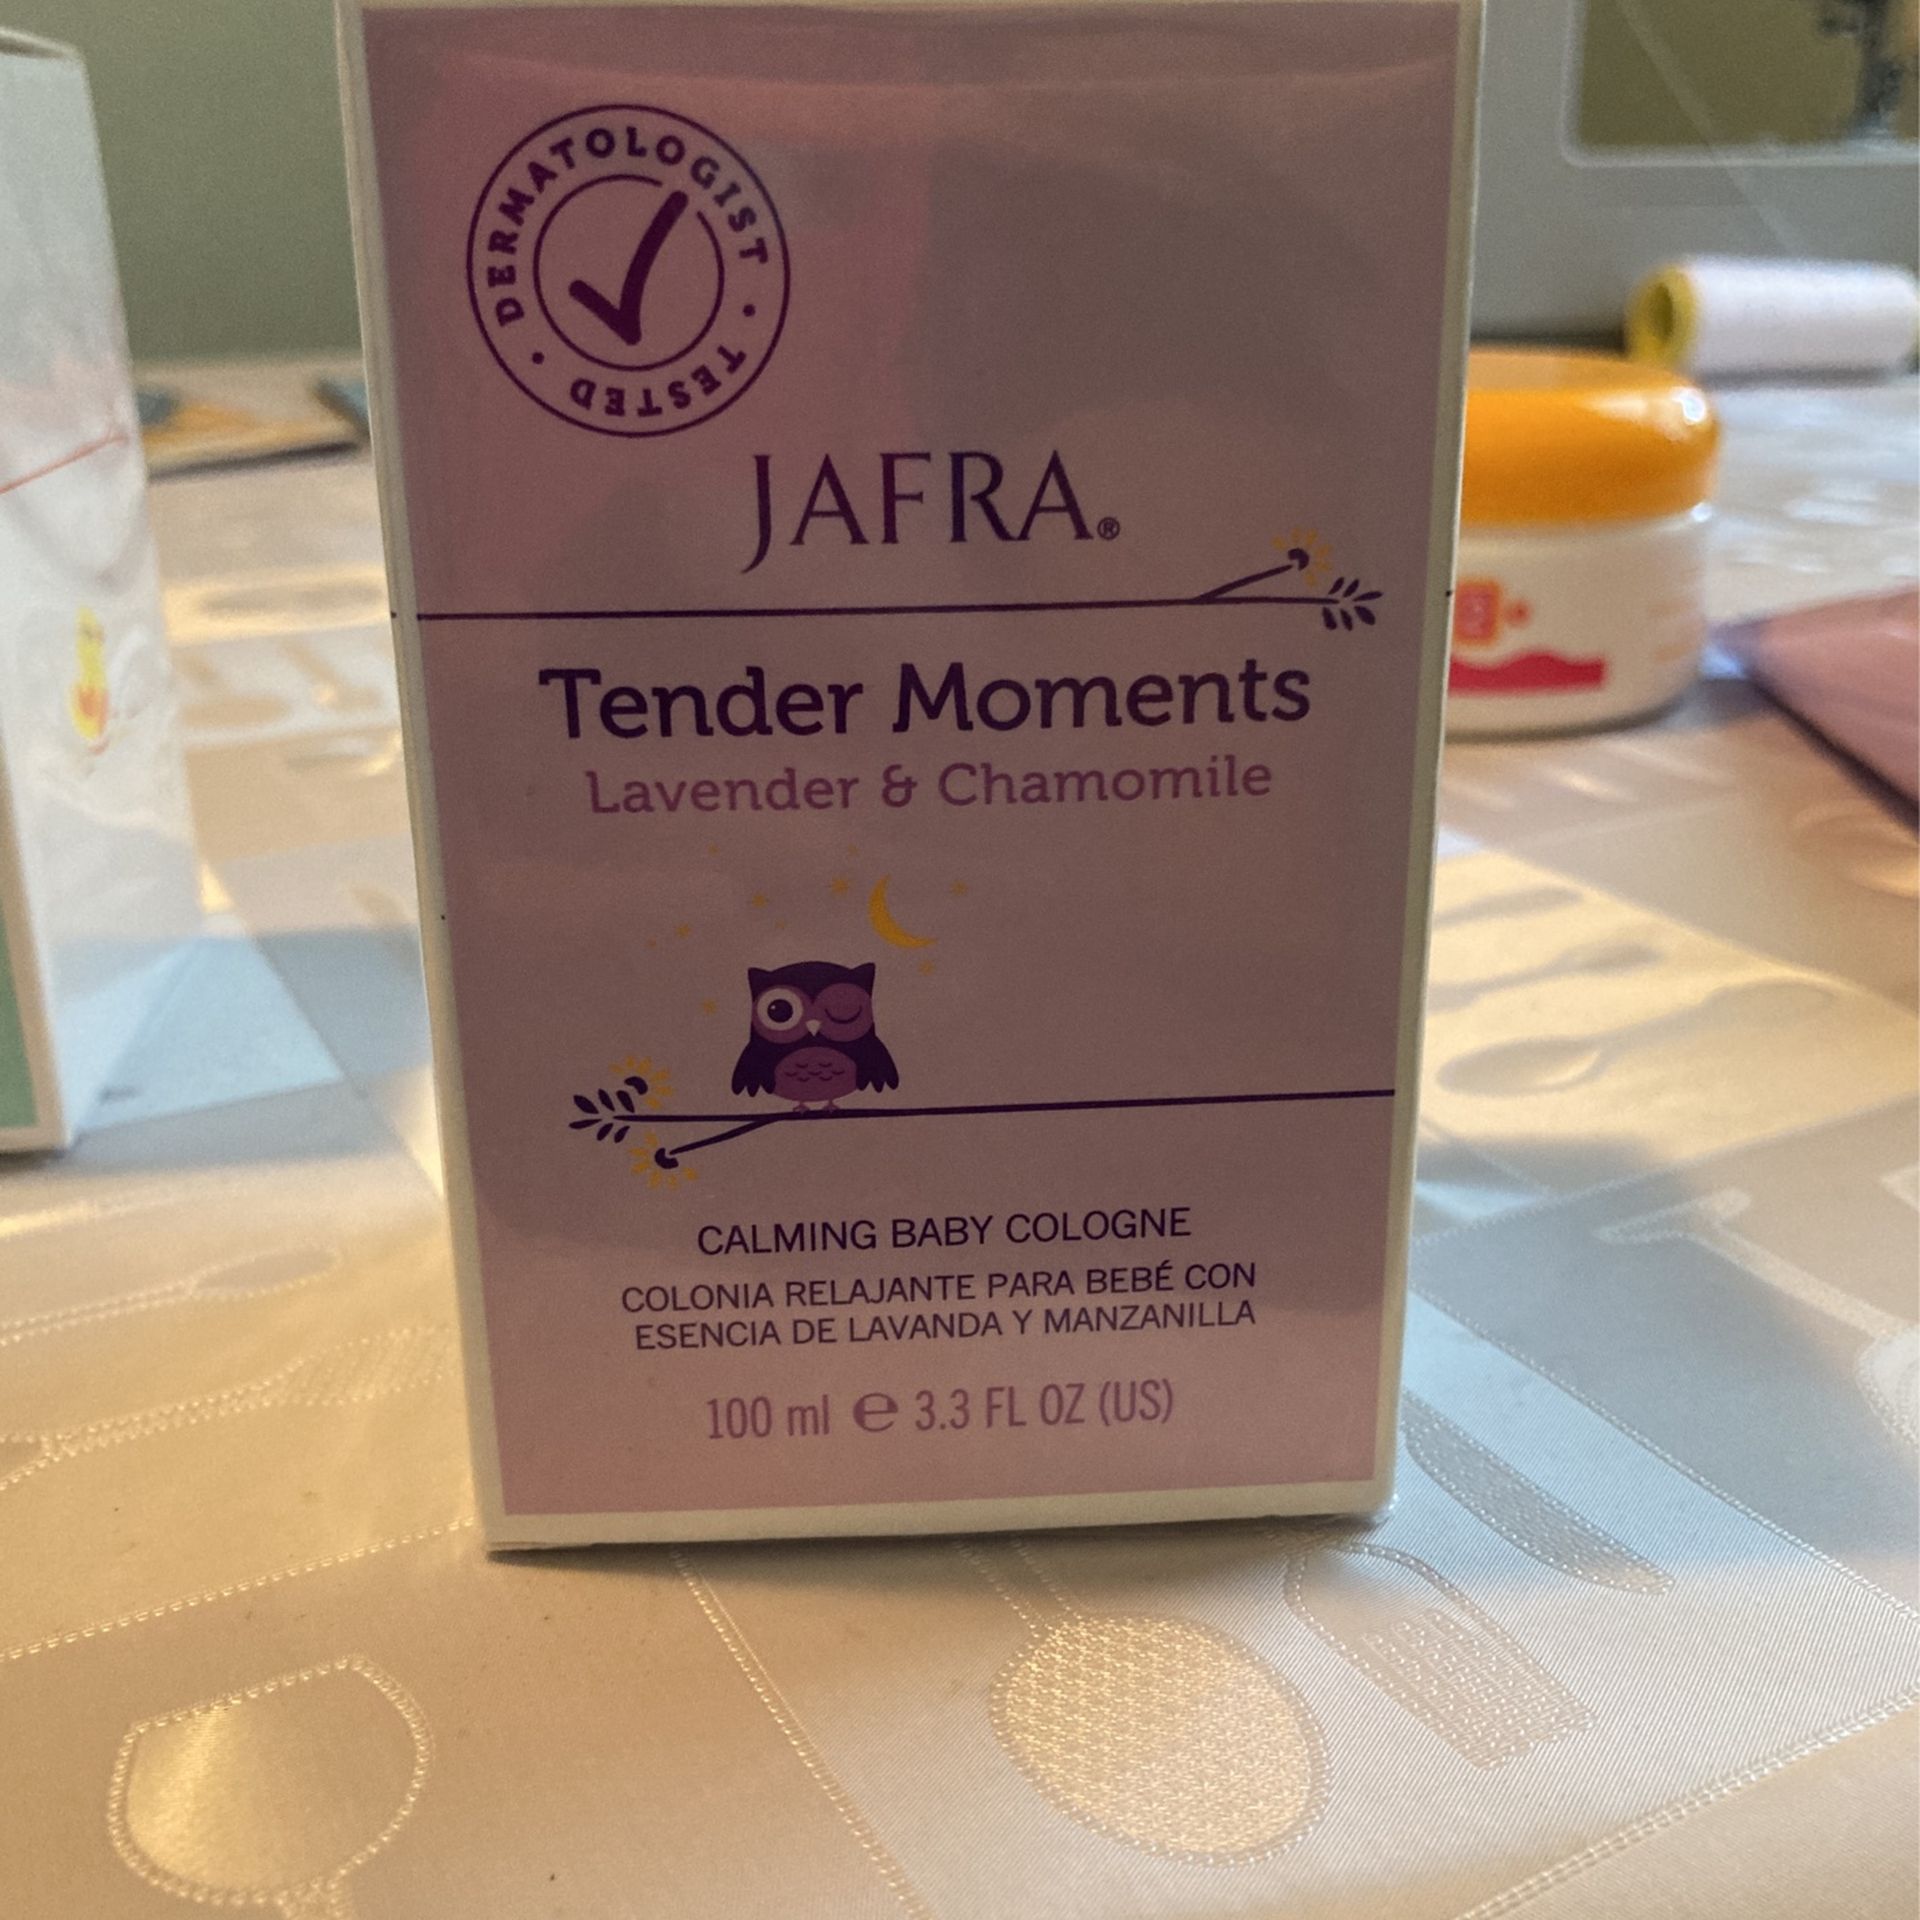 DERMATOLOGIST • TESTED •
JAFRA®
Tender Moments
Lavender & Chamomile
CALMING BABY COLOGNE
COLONIA RELAJANTE PARA BEBÉ CON
ESENCIA DE LAVANDA Y MANZANILLA
100 ml ℮ 3.3 FL OZ (US)